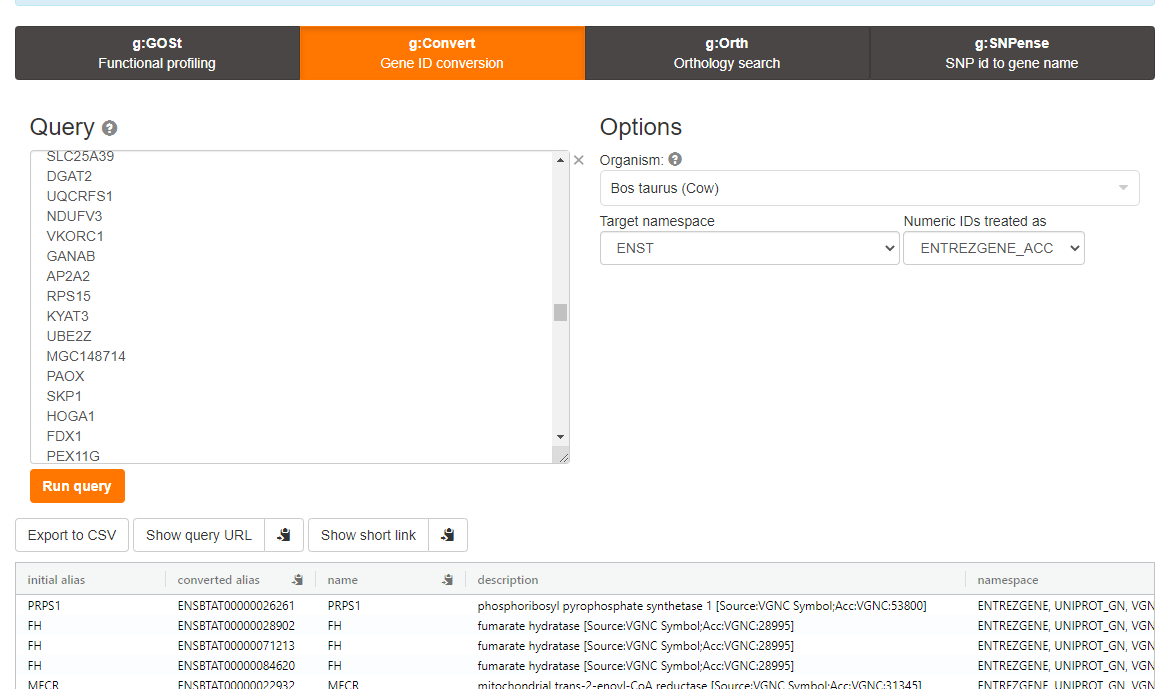 g:GOSt
Functional profiling
g:Convert
Gene ID conversion
g:Orth
Orthology search
g:SNPense
SNP id to gene name
Query ?
SLC25A39
DGAT2
UQCRFS1
NDUFV3
VKORC1
GANAB
AP2A2
RPS15
KYAT3
UBE2Z
MGC148714
PAOX
SKP1
HOGA1
FDX1
PEX11G
Run query
Options
Organism: ?
Bos taurus (Cow)
Target namespace
Numeric IDs treated as
ENST
ENTREZGENE_ACC
Export to CSV
Show query URL
Show short link
initial alias converted alias name description namespace
PRPS1 ENSBTAT00000026261 PRPS1 phosphoribosyl pyrophosphate synthetase 1 [Source:VGNC Symbol;Acc:VGNC:53800] ENTREZGENE, UNIPROT_GN, VGN
FH ENSBTAT00000028902 FH fumarate hydratase [Source:VGNC Symbol;Acc:VGNC:28995] ENTREZGENE, UNIPROT_GN, VGN
FH ENSBTAT00000071213 FH fumarate hydratase [Source:VGNC Symbol;Acc:VGNC:28995] ENTREZGENE, UNIPROT_GN, VGN
FH ENSBTAT00000084620 FH fumarate hydratase [Source:VGNC Symbol;Acc:VGNC:28995] ENTREZGENE, UNIPROT_GN, VGN
MECR ENSBTAT00000022932 MECR mitochondrial trans-2-enoyl-CoA reductase [Source:VGNC Symbol;Acc:VGNC:31345] ENTREZGENE, UNIPROT_GN, VGN